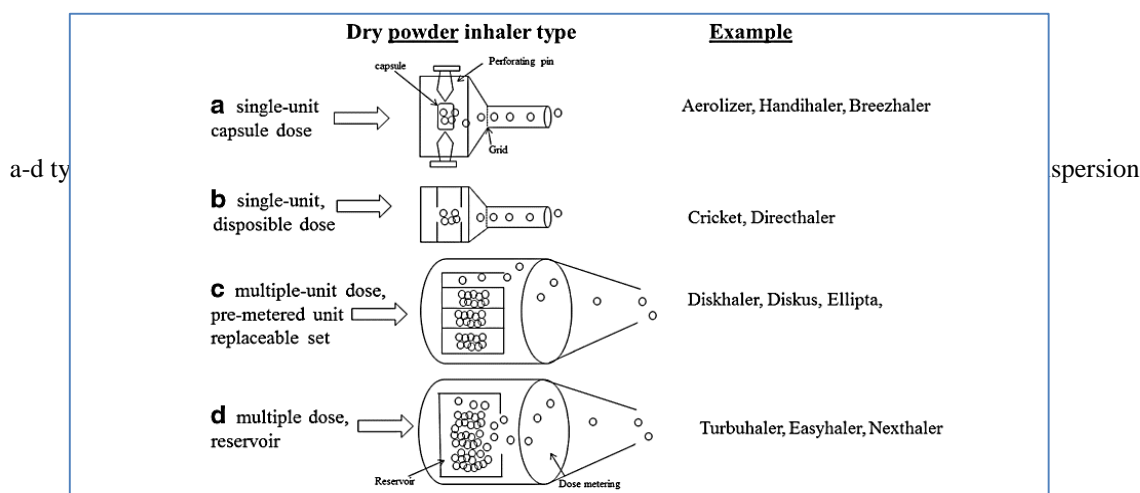 Dry powder inhaler type Example
capsule Perforating pin
a single-unit
capsule dose
Aerolizer, Handihaler, Breezhaler
Grid
a-d
spersion
b single-unit,
disposible dose
Cricket, Directhaler
c multiple-unit dose,
pre-metered unit
replaceable set
Diskhaler, Diskus, Ellipta,
d multiple dose,
reservoir
Turbuhaler, Easyhaler, Nexthaler
Reservoir Dose metering